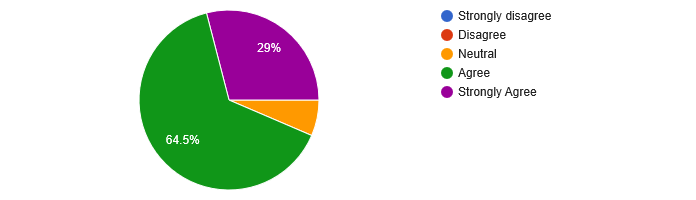 29%
64.5%
Strongly disagree
Disagree
Neutral
Agree
Strongly Agree